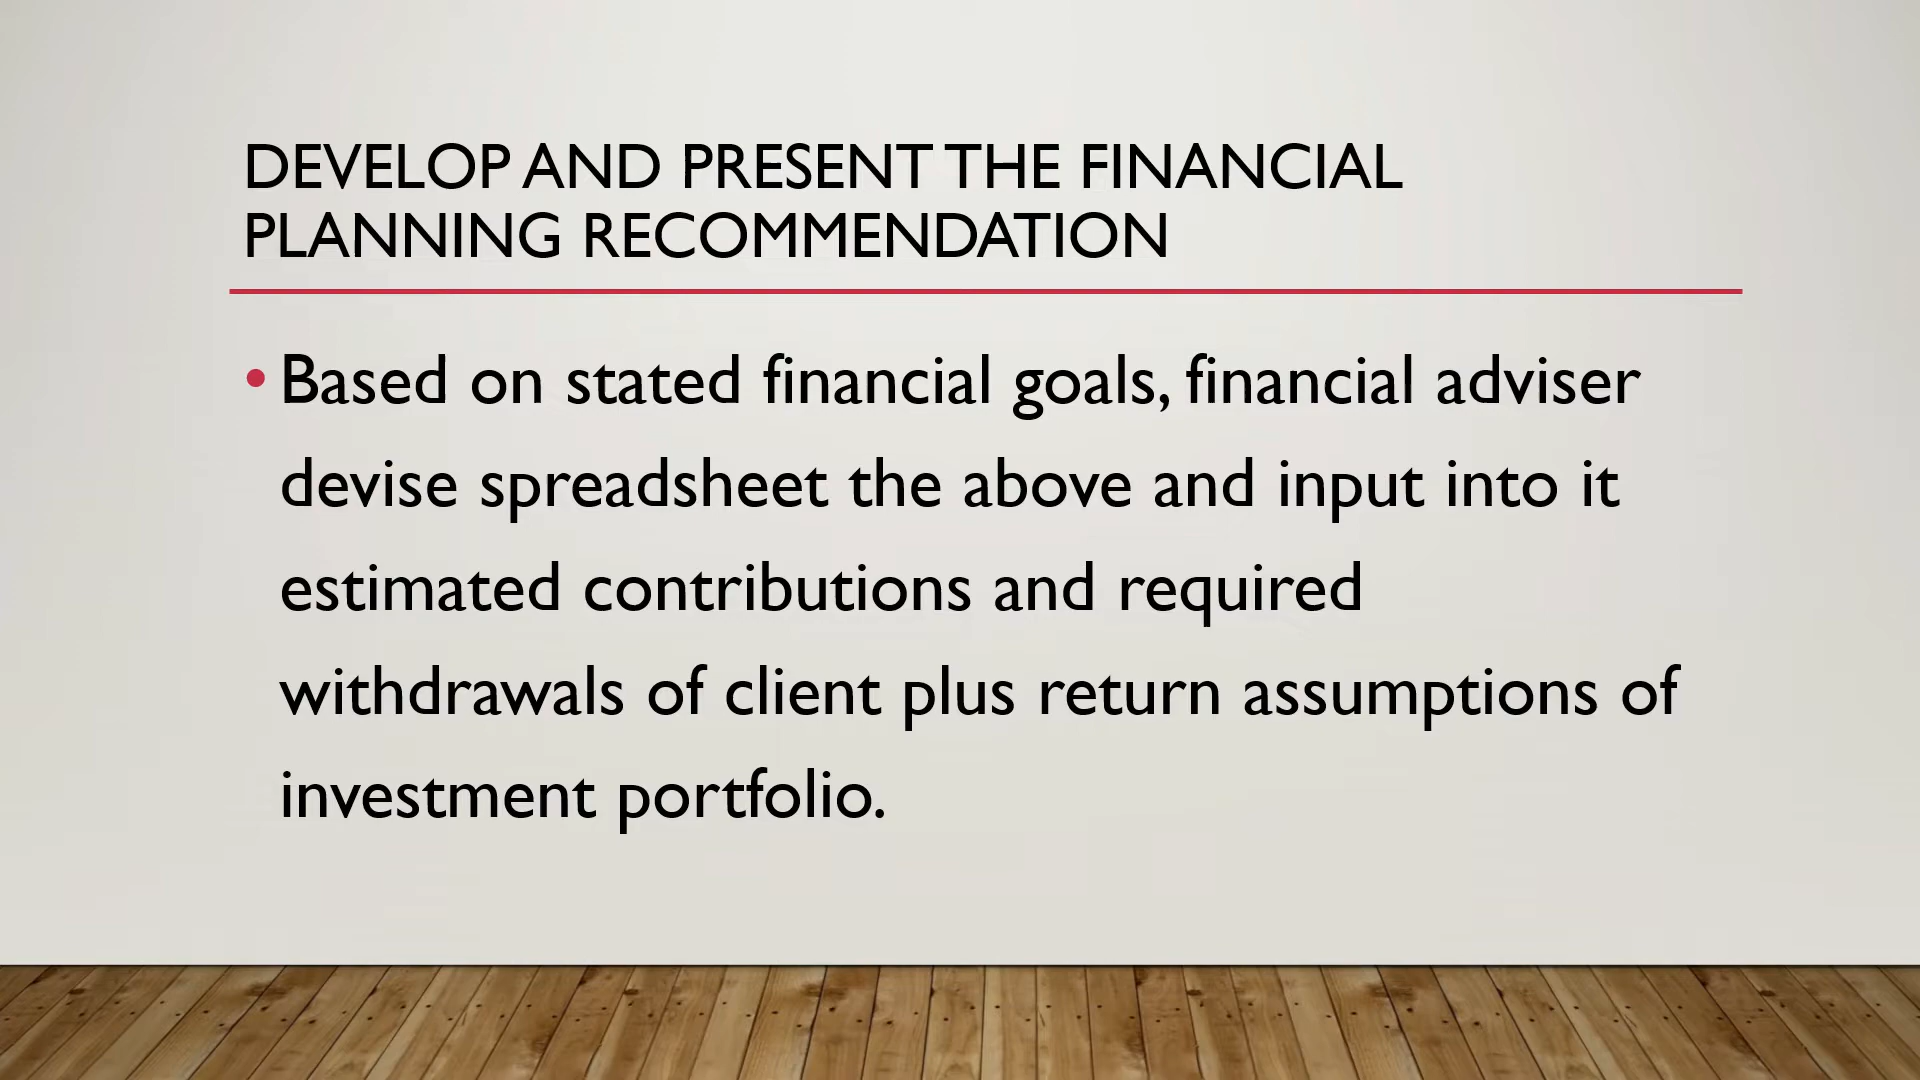 DEVELOP AND PRESENT THE FINANCIAL
PLANNING RECOMMENDATION
• Based on stated financial goals, financial adviser
devise spreadsheet the above and input into it
estimated contributions and required
withdrawals of client plus return assumptions of
investment portfolio.